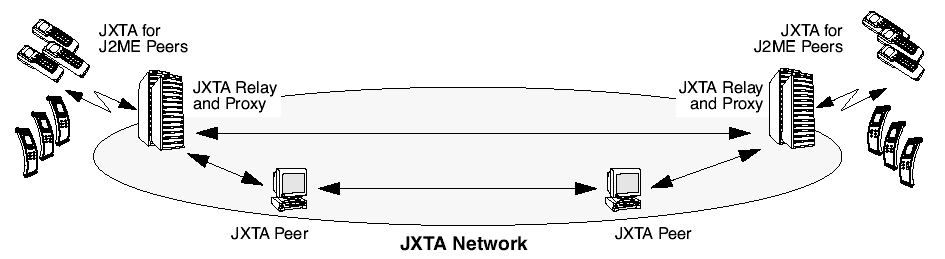 JXTA for
J2ME Peers
JXTA Relay
and Proxy
JXTA for
J2ME Peers
JXTA Relay
and Proxy
JXTA Peer
JXTA Peer
JXTA Network